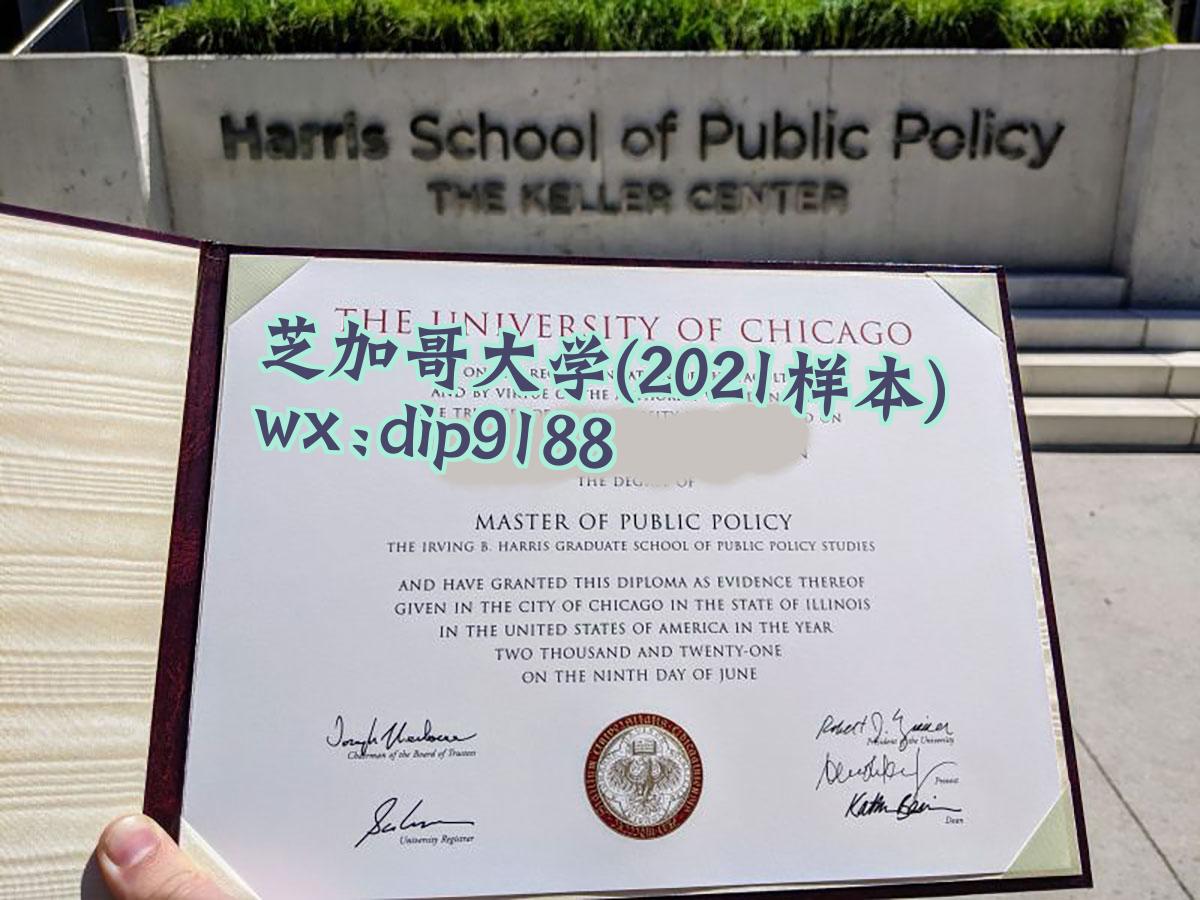 Harris School of Public Policy
THE KELLER CENTER
THE UNIVERSITY OF CHICAGO
芝加哥大学(2021样本)
wx:dip9188
THE OF
MASTER OF PUBLIC POLICY
THE IRVING B. HARRIS GRADUATE SCHOOL OF PUBLIC POLICY STUDIES
AND HAVE GRANTED THIS DIPLOMA AS EVIDENCE THEREOF
GIVEN IN THE CITY OF CHICAGO IN THE STATE OF ILLINOIS
IN THE UNITED STATES OF AMERICA IN THE YEAR
TWO THOUSAND AND TWENTY-ONE
ON THE NINTH DAY OF JUNE
Chairman of the Board of Trustees
University Registrar
President of the University
Provost
Dean